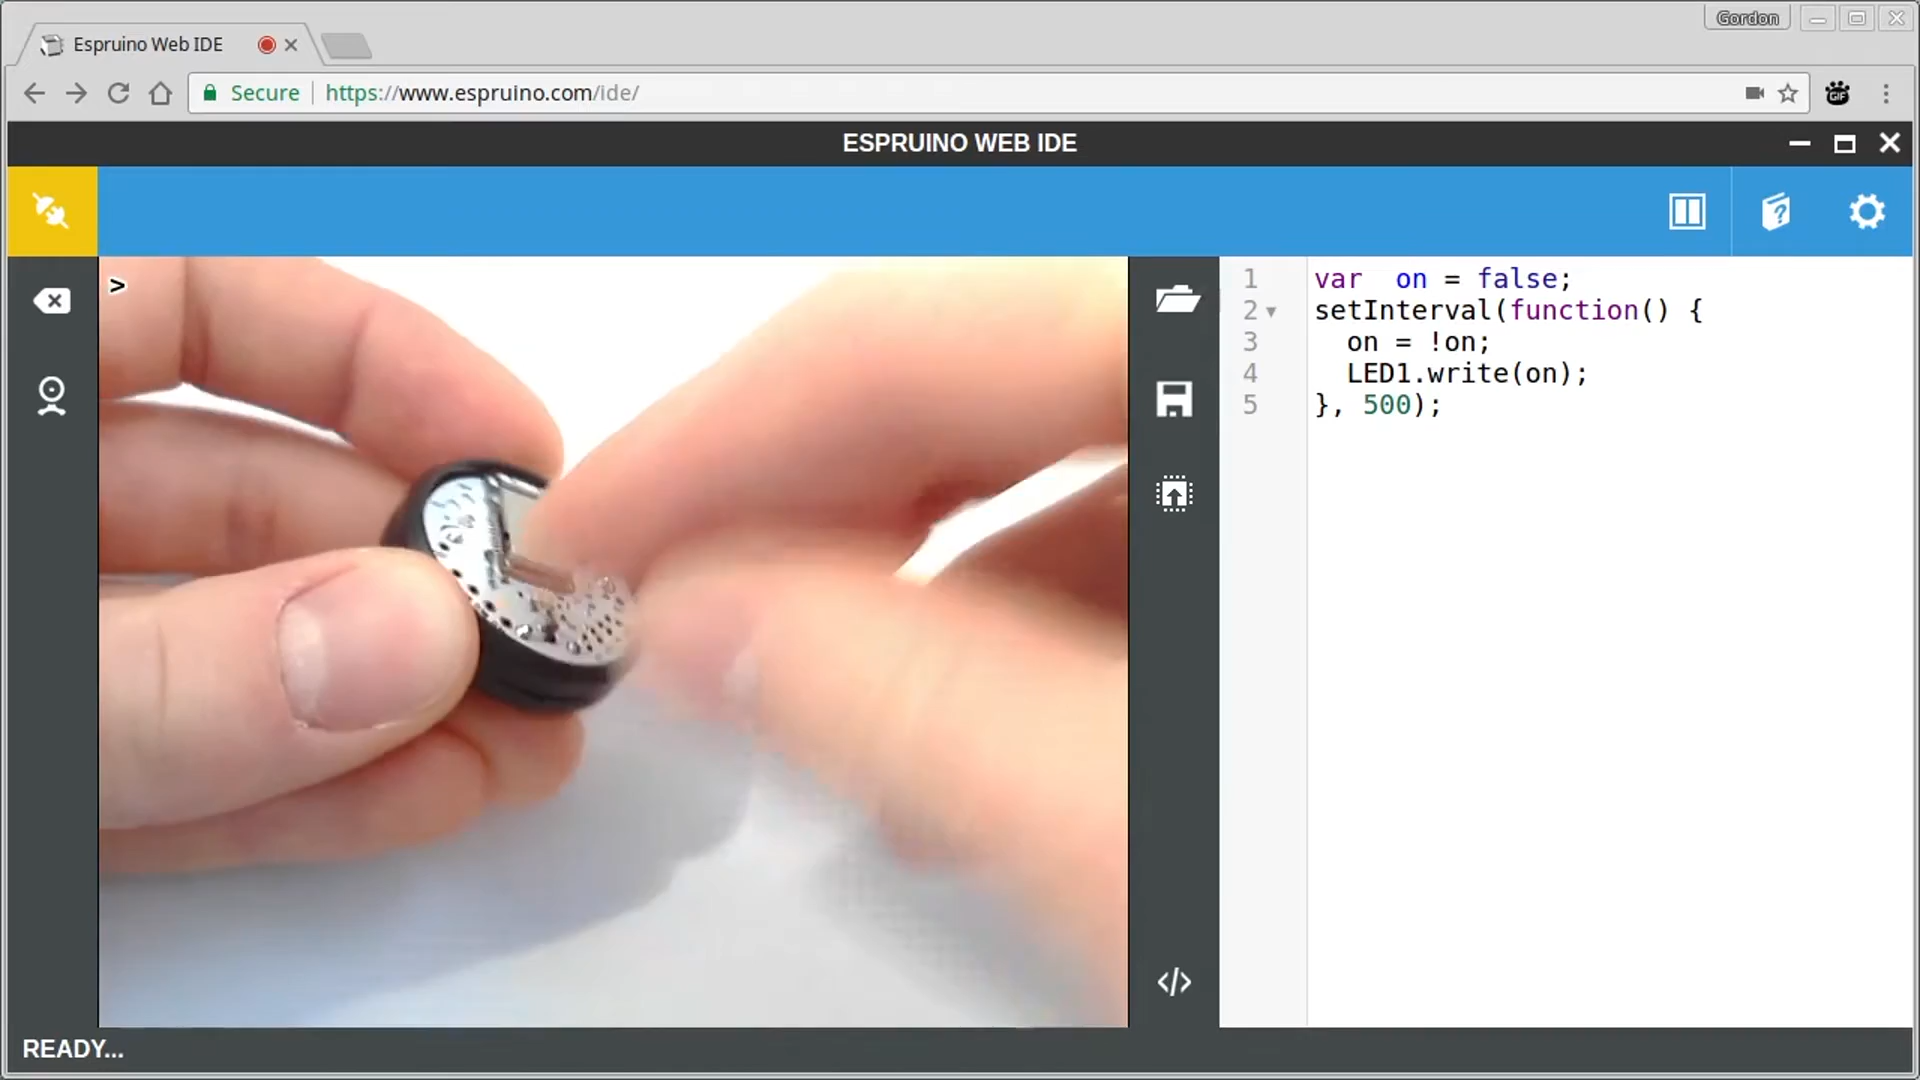 Gordon
Espruino Web IDE
Secure https://www.espruino.com/ide/
GIF
ESPRUINO WEB IDE
>
1 var  on = false;
2 setInterval(function() {
3   on = !on;
4   LED1.write(on);
5 }, 500);
READY...